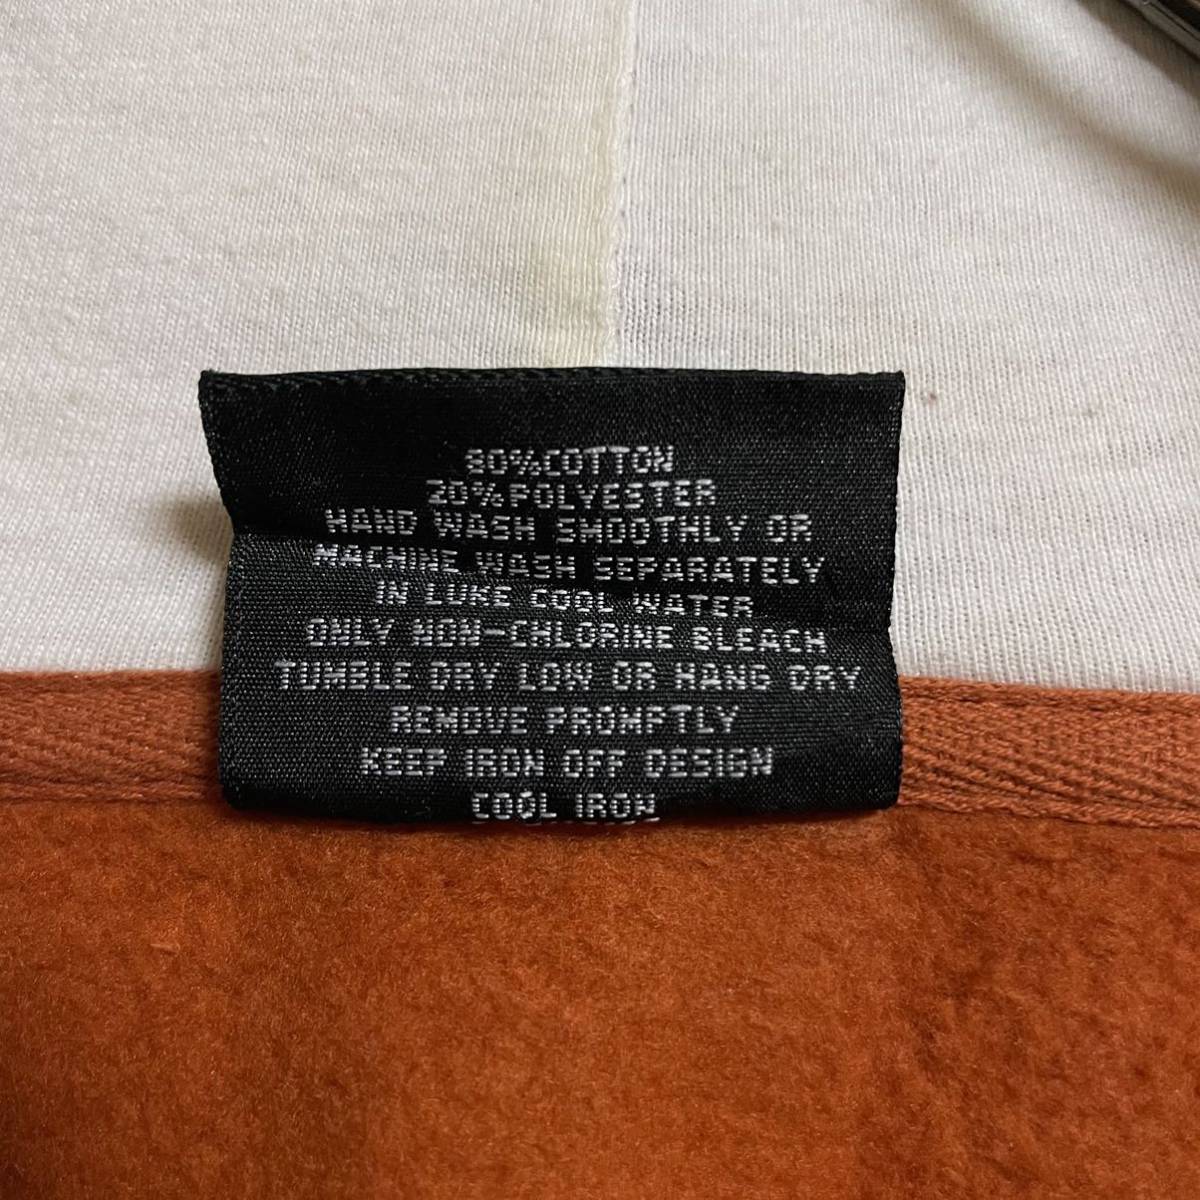 80%COTTON
20%POLYESTER
HAND WASH SMOOTHLY OR
MACHINE WASH SEPARATELY
IN LUKE COOL WATER
ONLY NON-CHLORINE BLEACH
TUMBLE DRY LOW OR HANG DRY
REMOVE PROMPTLY
KEEP IRON OFF DESIGN
COOL IRON